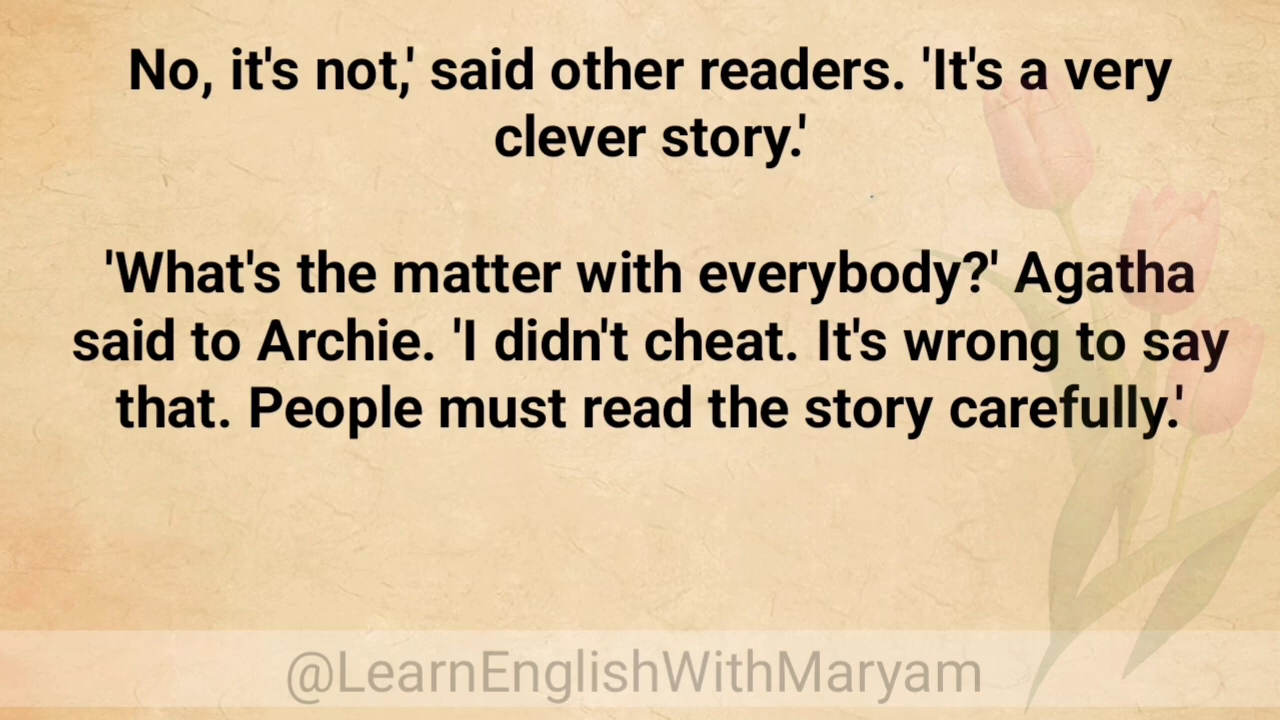 No, it's not,' said other readers. 'It's a very
clever story.'
'What's the matter with everybody?' Agatha
said to Archie. 'I didn't cheat. It's wrong to say
that. People must read the story carefully.'
@LearnEnglishWithMaryam